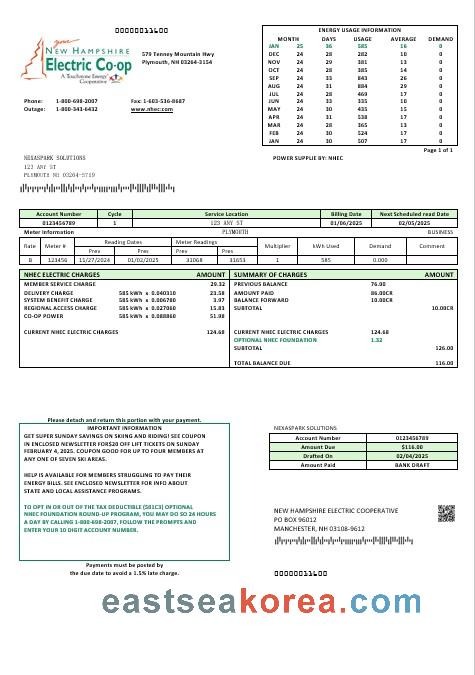 00000011600
your
NEW HAMPSHIRE
Electric Co-op
A Touchstone Energy Cooperative
579 Tenney Mountain Hwy
Plymouth, NH 03264-3154
Phone: 1-800-698-2007 Fax: 1-603-536-8687
Outage: 1-800-343-6432 www.nhec.com
ENERGY USAGE INFORMATION
MONTH DAYS USAGE AVERAGE DEMAND
JAN 25 36 585 16 0
DEC 24 28 282 10 0
NOV 24 28 381 13 0
OCT 24 28 385 14 0
SEP 24 33 843 26 0
AUG 24 31 884 29 0
JUL 24 28 469 17 0
JUN 24 33 335 10 0
MAY 24 30 435 15 0
APR 24 31 538 17 0
MAR 24 28 365 13 0
FEB 24 30 524 17 0
JAN 24 30 507 17 0
Page 1 of 1
POWER SUPPLIE BY: NHEC
NEXASPARK SOLUTIONS
123 ANY ST
PLYMOUTH NH 03264-5719
Account Number Cycle Service Location Billing Date Next Scheduled read Date
0123456789 1 123 ANY ST 01/06/2025 02/05/2025
Meter Information PLYMOUTH BUSINESS
Rate Meter # Reading Dates Meter Readings Multiplier kWh Used Demand Comment
Prev Prev Prev Prev
B 123456 11/27/2024 01/02/2025 31068 31653 1 585 0.000
NHEC ELECTRIC CHARGES AMOUNT
MEMBER SERVICE CHARGE 29.32
DELIVERY CHARGE 585 kWh x 0.040310 23.58
SYSTEM BENEFIT CHARGE 585 kWh x 0.006780 3.97
REGIONAL ACCESS CHARGE 585 kWh x 0.027060 15.83
CO-OP POWER 585 kWh x 0.088860 51.98
CURRENT NHEC ELECTRIC CHARGES 124.68
SUMMARY OF CHARGES AMOUNT
PREVIOUS BALANCE 76.00
AMOUNT PAID 86.00CR
BALANCE FORWARD 10.00CR
SUBTOTAL 10.00CR
CURRENT NHEC ELECTRIC CHARGES 124.68
OPTIONAL NHEC FOUNDATION 1.32
SUBTOTAL 126.00
TOTAL BALANCE DUE 116.00
Please detach and return this portion with your payment.
IMPORTANT INFORMATION
GET SUPER SUNDAY SAVINGS ON SKIING AND RIDING! SEE COUPON
IN ENCLOSED NEWSLETTER FOR$20 OFF LIFT TICKETS ON SUNDAY
FEBRUARY 4, 2025. COUPON GOOD FOR UP TO FOUR MEMBERS AT
ANY ONE OF SEVEN SKI AREAS.
HELP IS AVAILABLE FOR MEMBERS STRUGGLING TO PAY THEIR
ENERGY BILLS. SEE ENCLOSED NEWSLETTER FOR INFO ABOUT
STATE AND LOCAL ASSISTANCE PROGRAMS.
TO OPT IN OR OUT OF THE TAX DEDUCTIBLE (501C3) OPTIONAL
NHEC FOUNDATION ROUND-UP PROGRAM, YOU MAY DO SO 24 HOURS
A DAY BY CALLING 1-800-698-2007, FOLLOW THE PROMPTS AND
ENTER YOUR 10 DIGIT ACCOUNT NUMBER.
Payments must be posted by
the due date to avoid a 1.5% late charge.
NEXASPARK SOLUTIONS
Account Number 0123456789
Amount Due $116.00
Drafted On 02/04/2025
Amount Paid BANK DRAFT
NEW HAMPSHIRE ELECTRIC COOPERATIVE
PO BOX 96012
MANCHESTER, NH 03108-9612
00000011600
eastseakorea.com